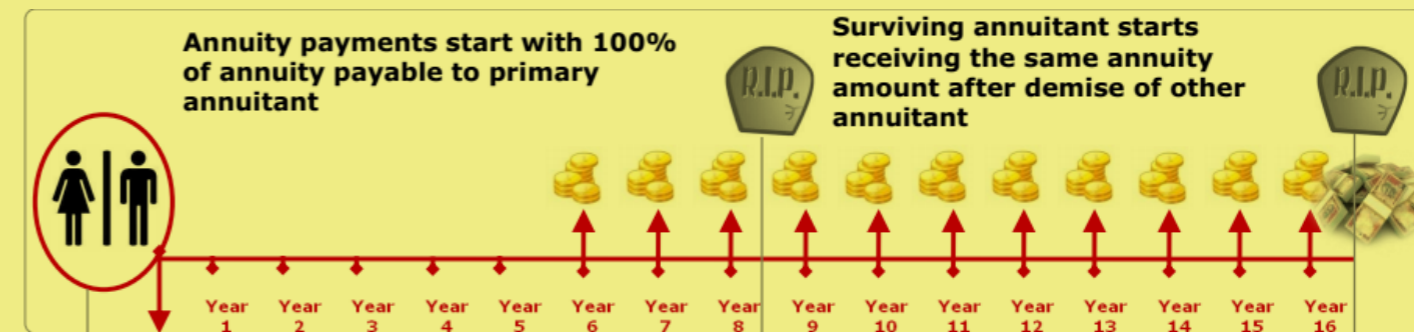 Annuity payments start with 100%
of annuity payable to primary
annuitant
Surviving annuitant starts
receiving the same annuity
amount after demise of other
annuitant
R.I.P.
R.I.P.
Year 1
Year 2
Year 3
Year 4
Year 5
Year 6
Year 7
Year 8
Year 9
Year 10
Year 11
Year 12
Year 13
Year 14
Year 15
Year 16